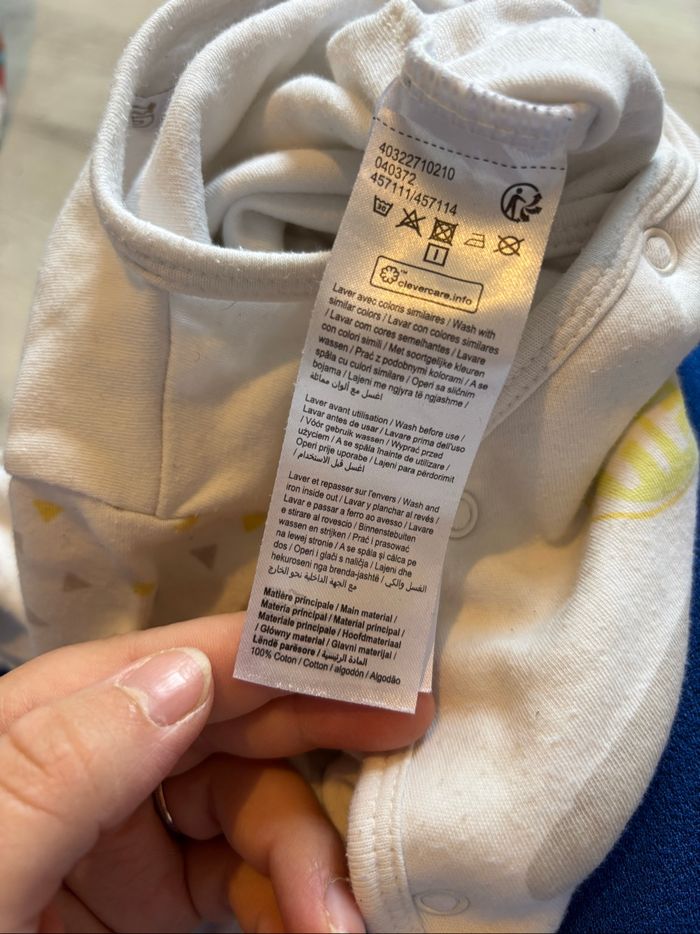 40322710210
040372
457111/457114
30
clevercare.info
Laver avec coloris similaires / Wash with
similar colors / Lavar con colores similares
/ Lavar com cores semelhantes / Lavare
con colori simili / Met soortgelijke kleuren
wassen / Prać z podobnymi kolorami / A se
spăla cu culori similare / Operi sa sličnim
bojama / Lajeni me ngjyra të ngjashme /
اغسل مع ألوان مماثلة
Laver avant utilisation / Wash before use /
Lavar antes de usar / Lavare prima dell'uso
/ Vóór gebruik wassen / Wyprać przed
użyciem / A se spăla înainte de utilizare /
Operi prije uporabe / Lajeni para përdorimit
/ اغسل قبل الاستخدام
Laver et repasser sur l'envers / Wash and
iron inside out / Lavar y planchar al revés /
Lavar e passar a ferro ao avesso / Lavare
e stirare al rovescio / Binnenstebuiten
wassen en strijken / Prać i prasować
na lewej stronie / A se spăla și călca pe
dos / Operi i glači s naličja / Lajeni dhe
hekuroseni nga brenda-jashtë / الغسل والكي
مع الجهة الداخلية نحو الخارج
Matière principale / Main material /
Materia principal / Material principal /
Materiale principale / Hoofdmateriaal
/ Główny materiał / Glavni materijal /
Lëndë parësore / المادة الرئيسية
100% Coton / Cotton / algodón / Algodão